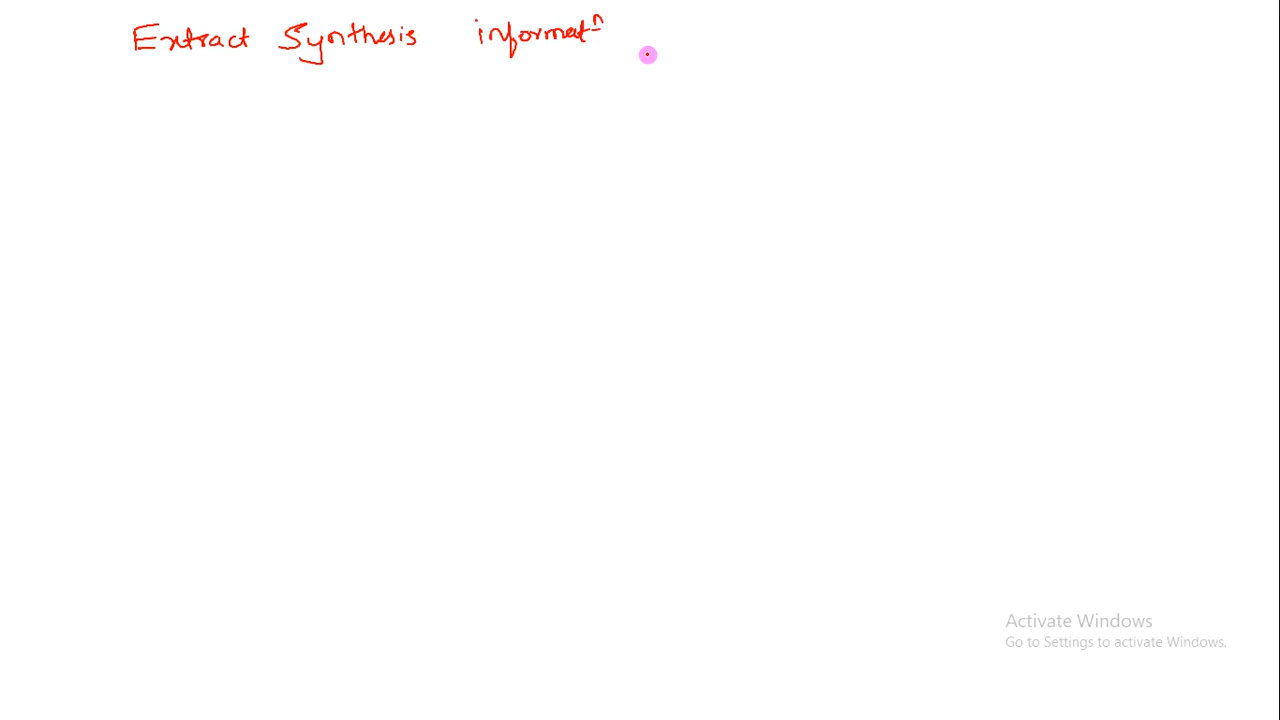 Extract Synthesis informatⁿ
Activate Windows
Go to Settings to activate Windows.